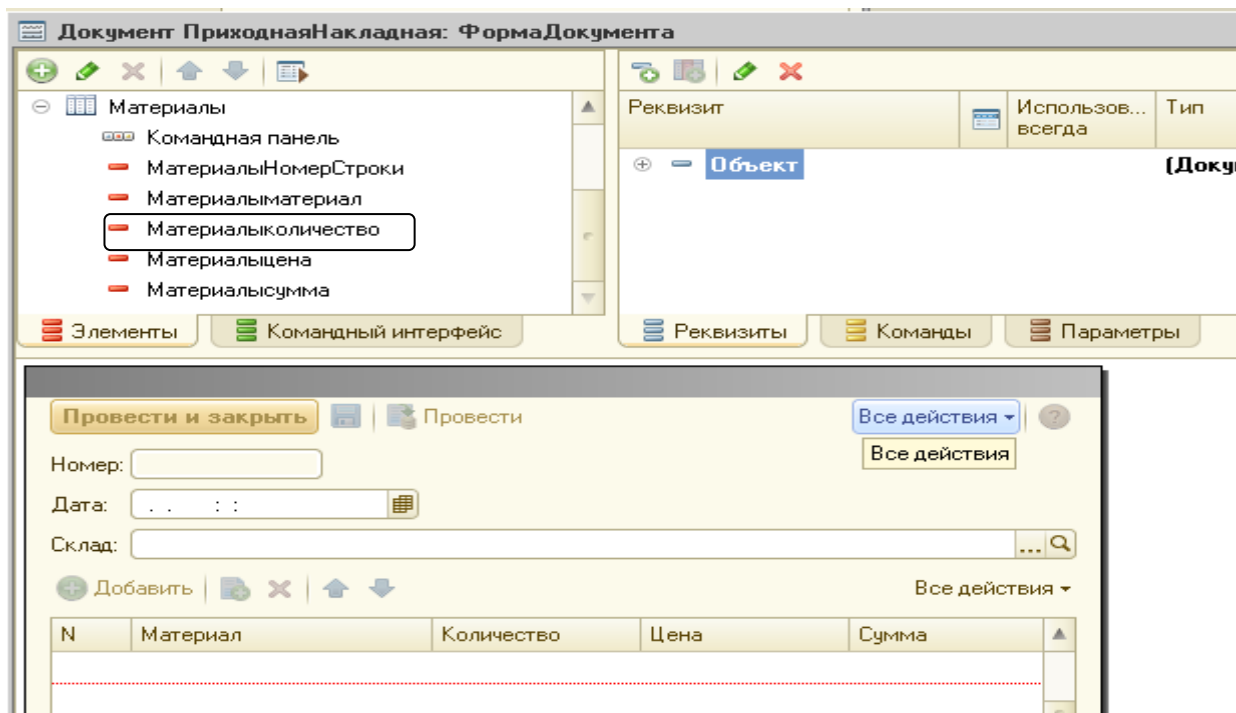 Документ ПриходнаяНакладная: ФормаДокумента
Материалы
Командная панель
МатериалыНомерСтроки
Материалыматериал
Материалыколичество
Материалыцена
Материалысумма
Элементы Командный интерфейс
Реквизит Использов... всегда Тип
Объект (Доку
Реквизиты Команды Параметры
Провести и закрыть Провести Все действия ?
Все действия
Номер:
Дата: . . : :
Склад: ...
Добавить Все действия
N Материал Количество Цена Сумма